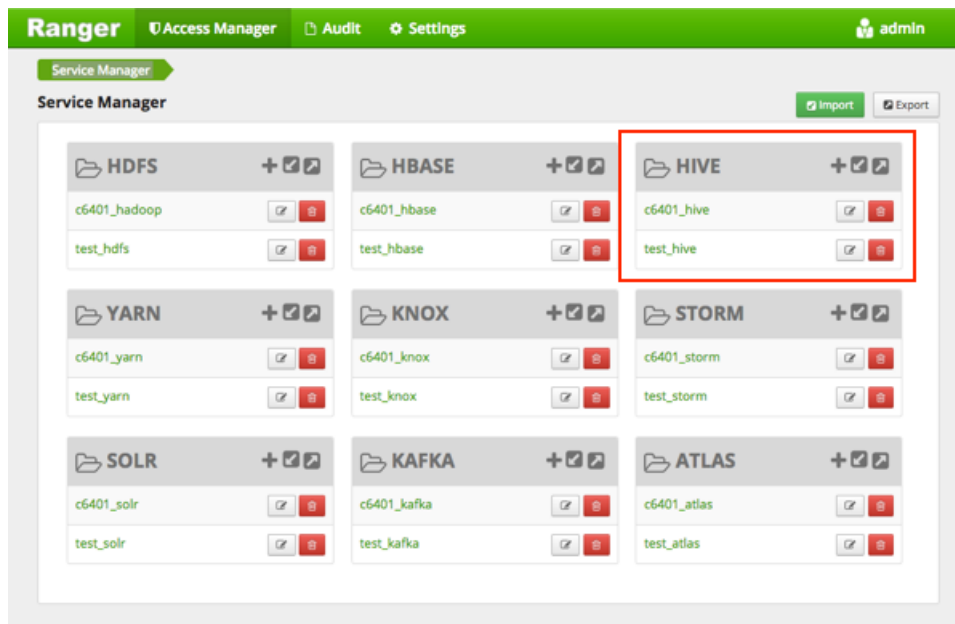 Ranger Access Manager Audit Settings admin
Service Manager
Service Manager Import Export
HDFS HBASE HIVE
c6401_hadoop c6401_hbase c6401_hive
test_hdfs test_hbase test_hive
YARN KNOX STORM
c6401_yarn c6401_knox c6401_storm
test_yarn test_knox test_storm
SOLR KAFKA ATLAS
c6401_solr c6401_kafka c6401_atlas
test_solr test_kafka test_atlas